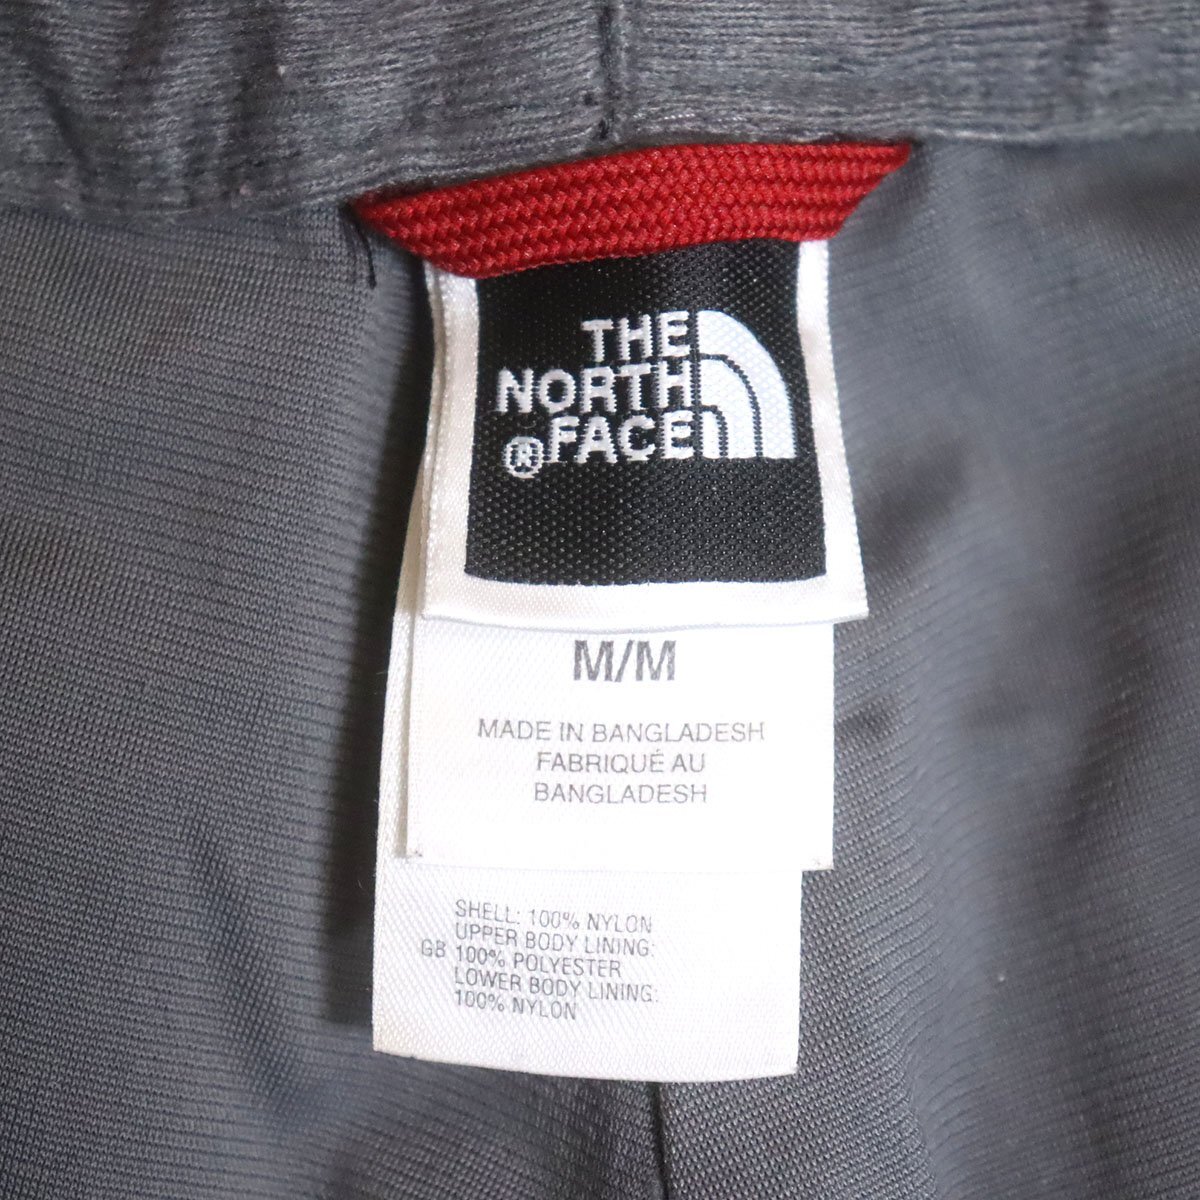 THE
NORTH
® FACE
M/M
MADE IN BANGLADESH
FABRIQUÉ AU
BANGLADESH
SHELL: 100% NYLON
UPPER BODY LINING:
GB 100% POLYESTER
LOWER BODY LINING:
100% NYLON